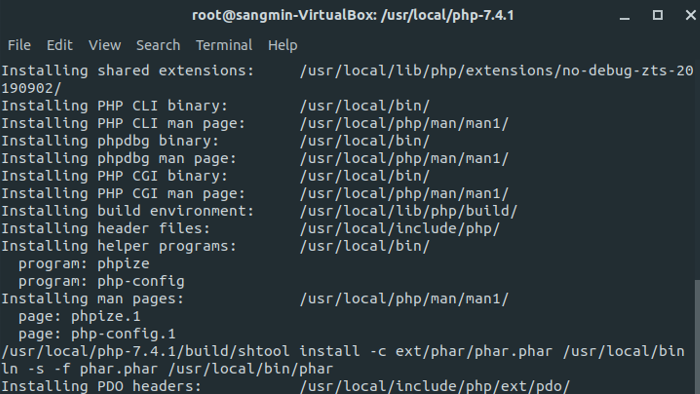 root@sangmin-VirtualBox: /usr/local/php-7.4.1
File Edit View Search Terminal Help
Installing shared extensions:     /usr/local/lib/php/extensions/no-debug-zts-20
190902/
Installing PHP CLI binary:        /usr/local/bin/
Installing PHP CLI man page:      /usr/local/php/man/man1/
Installing phpdbg binary:         /usr/local/bin/
Installing phpdbg man page:       /usr/local/php/man/man1/
Installing PHP CGI binary:        /usr/local/bin/
Installing PHP CGI man page:      /usr/local/php/man/man1/
Installing build environment:     /usr/local/lib/php/build/
Installing header files:          /usr/local/include/php/
Installing helper programs:       /usr/local/bin/
  program: phpize
  program: php-config
Installing man pages:             /usr/local/php/man/man1/
  page: phpize.1
  page: php-config.1
/usr/local/php-7.4.1/build/shtool install -c ext/phar/phar.phar /usr/local/bin
ln -s -f phar.phar /usr/local/bin/phar
Installing PDO headers:           /usr/local/include/php/ext/pdo/